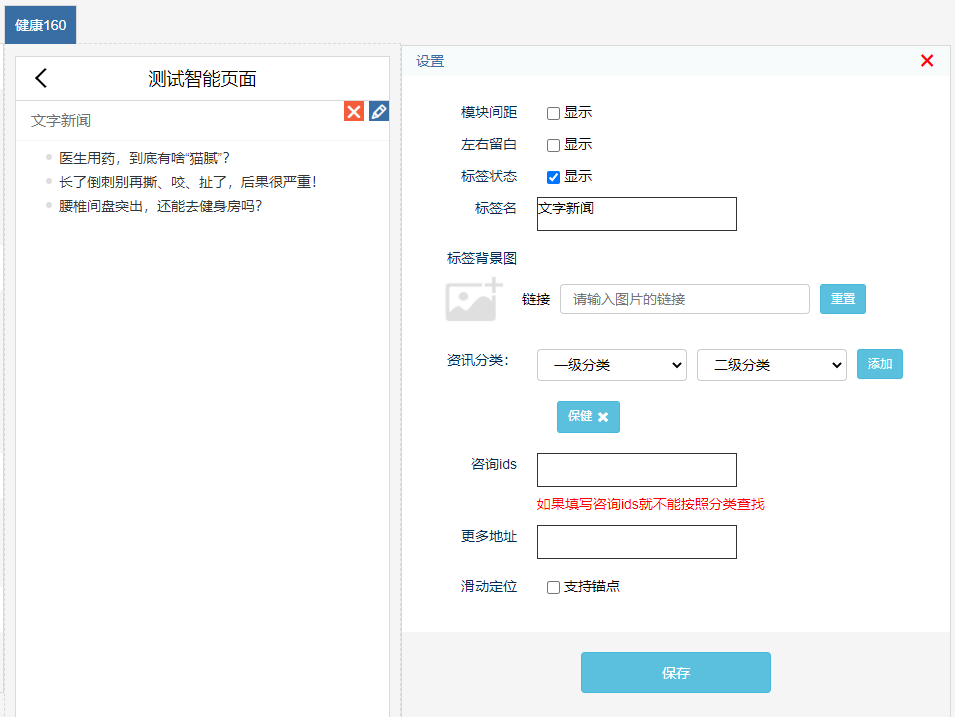 健康160
测试智能页面
文字新闻
医生用药，到底有啥“猫腻”？
长了倒刺别再撕、咬、扯了，后果很严重！
腰椎间盘突出，还能去健身房吗？
设置
模块间距 显示
左右留白 显示
标签状态 显示
标签名 文字新闻
标签背景图
链接 请输入图片的链接 重置
资讯分类： 一级分类 二级分类 添加
保健
咨询ids
如果填写咨询ids就不能按照分类查找
更多地址
滑动定位 支持锚点
保存